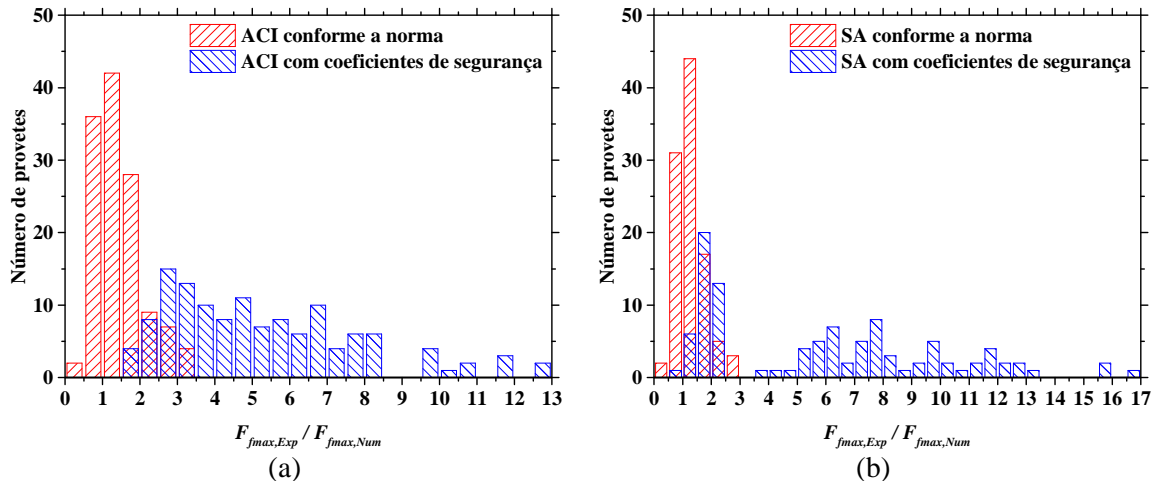 50
40
30
20
10
0
Número de provetes
ACI conforme a norma
ACI com coeficientes de segurança
0 1 2 3 4 5 6 7 8 9 10 11 12 13
F_fmax,Exp / F_fmax,Num
(a)
50
40
30
20
10
0
Número de provetes
SA conforme a norma
SA com coeficientes de segurança
0 1 2 3 4 5 6 7 8 9 10 11 12 13 14 15 16 17
F_fmax,Exp / F_fmax,Num
(b)